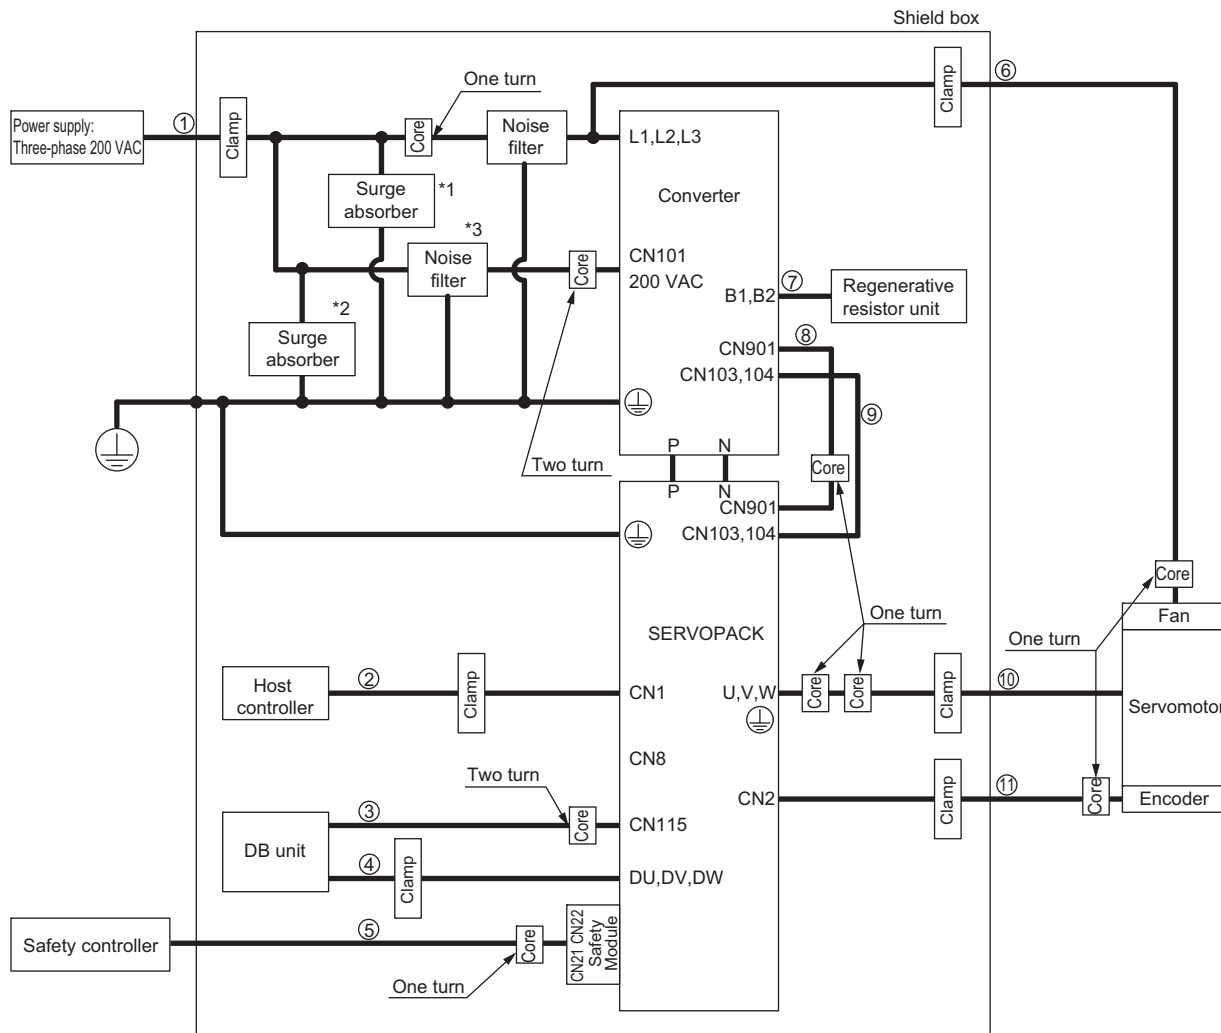 Shield box
One turn
Clamp
⑥
Power supply:
Three-phase 200 VAC
①
Clamp
Core
Noise
filter
L1,L2,L3
Surge
absorber
*1
Converter
*3
Noise
filter
Core
CN101
200 VAC
B1,B2
⑦
Regenerative
resistor unit
*2
Surge
absorber
CN901
⑧
CN103,104
⑨
P
N
Two turn
Core
P
N
CN901
CN103,104
Core
Fan
One turn
One turn
SERVOPACK
Host
controller
②
Clamp
CN1
U,V,W
Core
Core
Clamp
⑩
Servomotor
CN8
Two turn
CN2
Clamp
⑪
Core
Encoder
DB unit
③
Core
CN115
④
Clamp
DU,DV,DW
Safety controller
⑤
Core
CN21 CN22
Safety
Module
One turn